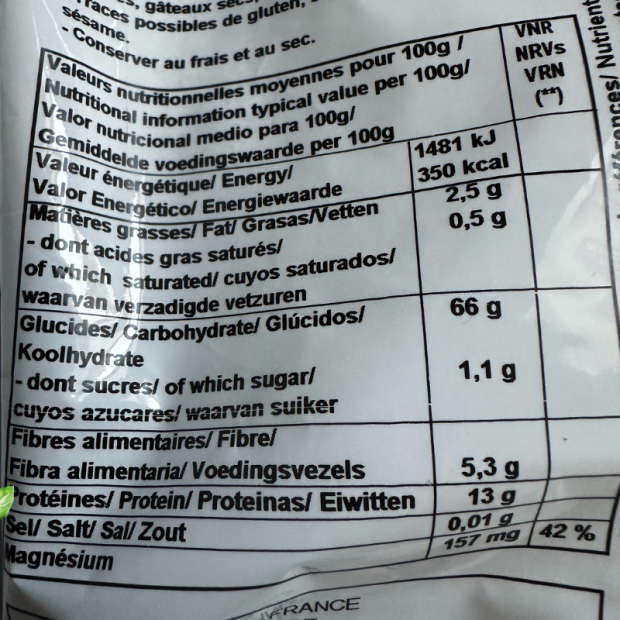 gâteaux
races possibles de gluten,
sésame.
- Conserver au frais et au sec.
Valeurs nutritionnelles moyennes pour 100g /
Nutritional information typical value per 100g/
Valor nutricional medio para 100g/
Gemiddelde voedingswaarde per 100g
VNR
NRVs
VRN
(**)
Valeur énergétique/ Energy/
Valor Energético/ Energiewaarde
1481 kJ
350 kcal
Matières grasses/ Fat/ Grasas/Vetten
2,5 g
- dont acides gras saturés/
of which saturated/ cuyos saturados/
waarvan verzadigde vetzuren
0,5 g
Glucides/ Carbohydrate/ Glúcidos/
Koolhydrate
66 g
- dont sucres/ of which sugar/
cuyos azucares/ waarvan suiker
1,1 g
Fibres alimentaires/ Fibre/
Fibra alimentaria/ Voedingsvezels
5,3 g
Protéines/ Protein/ Proteinas/ Eiwitten
13 g
Sel/ Salt/ Sal/ Zout
0,01 g
Magnésium
157 mg
42 %
FRANCE